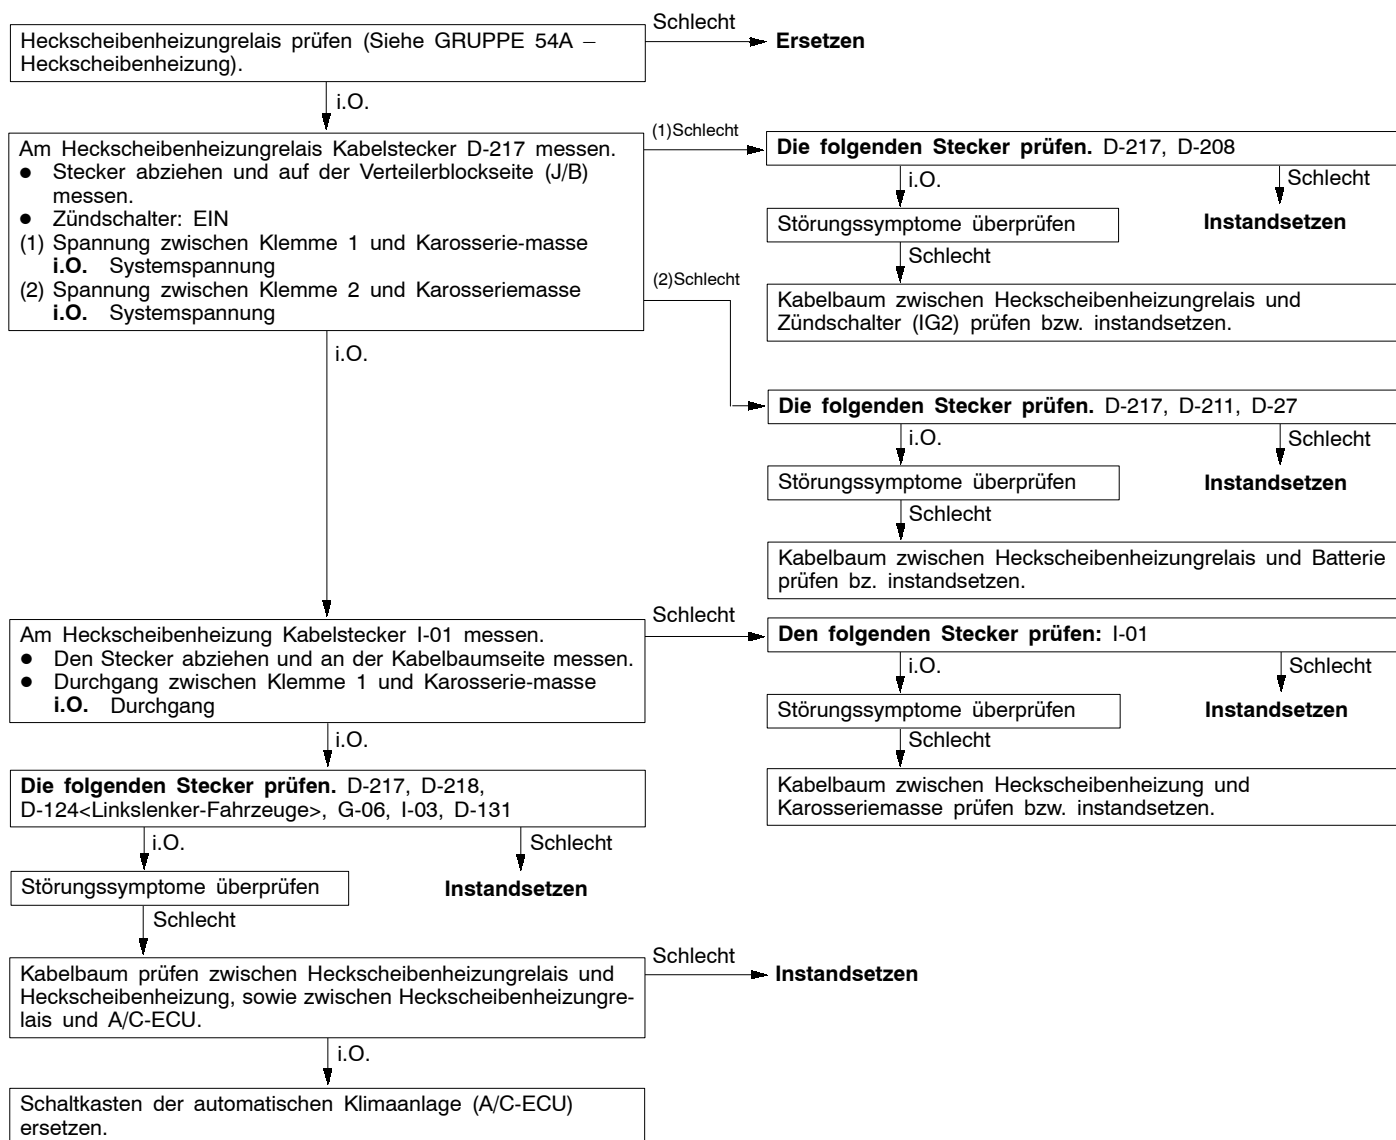 Heckscheibenheizungrelais prüfen (Siehe GRUPPE 54A –
Heckscheibenheizung).
Schlecht
Ersetzen
i.O.
Am Heckscheibenheizungrelais Kabelstecker D-217 messen.
● Stecker abziehen und auf der Verteilerblockseite (J/B)
messen.
● Zündschalter: EIN
(1) Spannung zwischen Klemme 1 und Karosserie-masse
i.O. Systemspannung
(2) Spannung zwischen Klemme 2 und Karosseriemasse
i.O. Systemspannung
(1)Schlecht
Die folgenden Stecker prüfen. D-217, D-208
i.O.
Schlecht
Störungssymptome überprüfen
Instandsetzen
Schlecht
Kabelbaum zwischen Heckscheibenheizungrelais und
Zündschalter (IG2) prüfen bzw. instandsetzen.
(2)Schlecht
i.O.
Die folgenden Stecker prüfen. D-217, D-211, D-27
i.O.
Schlecht
Störungssymptome überprüfen
Instandsetzen
Schlecht
Kabelbaum zwischen Heckscheibenheizungrelais und Batterie
prüfen bz. instandsetzen.
Am Heckscheibenheizung Kabelstecker I-01 messen.
● Den Stecker abziehen und an der Kabelbaumseite messen.
● Durchgang zwischen Klemme 1 und Karosserie-masse
i.O. Durchgang
Schlecht
Den folgenden Stecker prüfen: I-01
i.O.
Schlecht
Störungssymptome überprüfen
Instandsetzen
Schlecht
Kabelbaum zwischen Heckscheibenheizung und
Karosseriemasse prüfen bzw. instandsetzen.
i.O.
Die folgenden Stecker prüfen. D-217, D-218,
D-124<Linkslenker-Fahrzeuge>, G-06, I-03, D-131
i.O.
Schlecht
Störungssymptome überprüfen
Instandsetzen
Schlecht
Kabelbaum prüfen zwischen Heckscheibenheizungrelais und
Heckscheibenheizung, sowie zwischen Heckscheibenheizungre-
lais und A/C-ECU.
Schlecht
Instandsetzen
i.O.
Schaltkasten der automatischen Klimaanlage (A/C-ECU)
ersetzen.